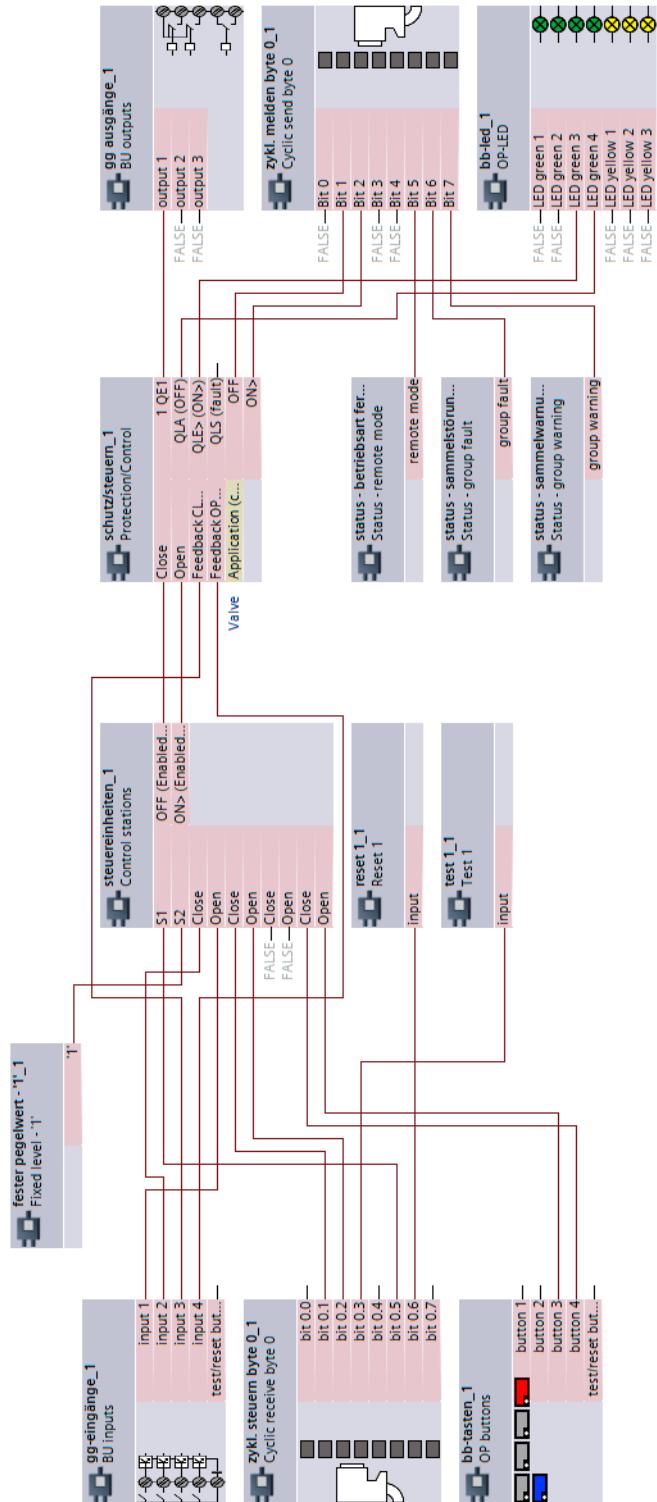 fester pegelwert - '1'_1
Fixed level - '1'
'1'
gg-eingänge_1
BU inputs
input 1
input 2
input 3
input 4
test/reset but...
zykl. steuern byte 0_1
Cyclic receive byte 0
bit 0.0
bit 0.1
bit 0.2
bit 0.3
bit 0.4
bit 0.5
bit 0.6
bit 0.7
bb-tasten_1
OP buttons
button 1
button 2
button 3
button 4
test/reset but...
steuereinheiten_1
Control stations
S1
OFF (Enabled...
S2
ON> (Enabled...
Close
Open
Close
Open
FALSE
Close
FALSE
Open
Close
Open
reset 1_1
Reset 1
input
test 1_1
Test 1
input
schutz/steuern_1
Protection/Control
Close
1 QE1
Open
QLA (OFF)
Feedback CL...
QLE> (ON>)
Feedback OP...
QLS (fault)
Valve
Application (c...
OFF
ON>
status - betriebsart fer...
Status - remote mode
remote mode
status - sammelstörun...
Status - group fault
group fault
status - sammelwarnu...
Status - group warning
group warning
gg ausgänge_1
BU outputs
output 1
FALSE
output 2
FALSE
output 3
zykl. melden byte 0_1
Cyclic send byte 0
FALSE
Bit 0
Bit 1
Bit 2
FALSE
Bit 3
FALSE
Bit 4
Bit 5
Bit 6
Bit 7
bb-led_1
OP-LED
FALSE
LED green 1
FALSE
LED green 2
LED green 3
LED green 4
FALSE
LED yellow 1
FALSE
LED yellow 2
FALSE
LED yellow 3